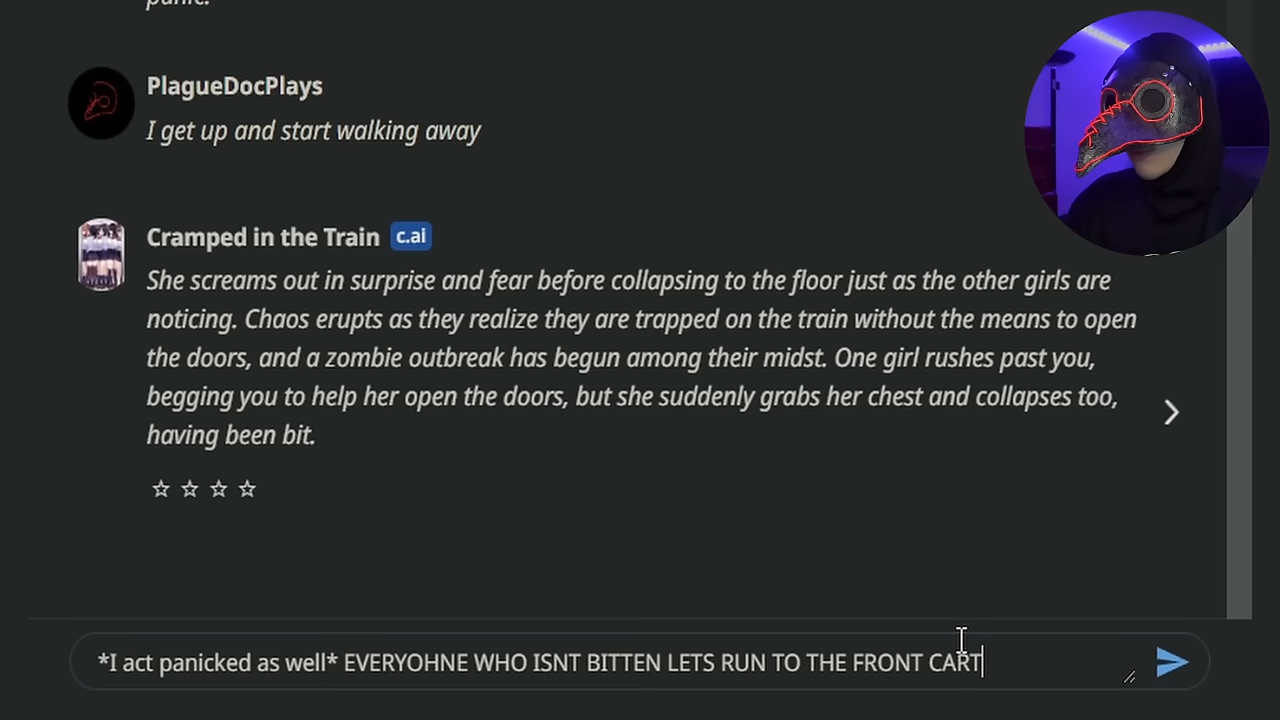 panic.
PlagueDocPlays
I get up and start walking away
Cramped in the Train c.ai
She screams out in surprise and fear before collapsing to the floor just as the other girls are
noticing. Chaos erupts as they realize they are trapped on the train without the means to open
the doors, and a zombie outbreak has begun among their midst. One girl rushes past you,
begging you to help her open the doors, but she suddenly grabs her chest and collapses too,
having been bit.
*I act panicked as well* EVERYOHNE WHO ISNT BITTEN LETS RUN TO THE FRONT CART